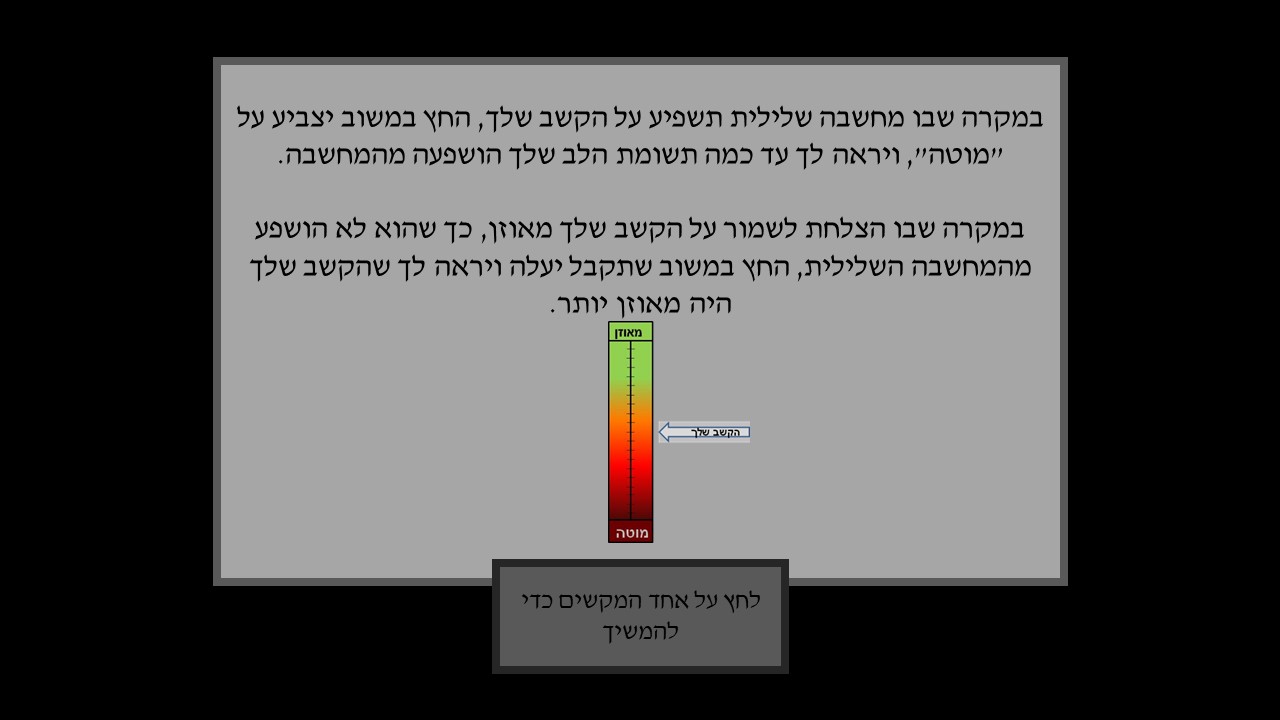 במקרה שבו מחשבה שלילית תשפיע על הקשב שלך, החץ במשוב יצביע על
"מוטה", ויראה לך עד כמה תשומת הלב שלך הושפעה מהמחשבה.
במקרה שבו הצלחת לשמור על הקשב שלך מאוזן, כך שהוא לא הושפע
מהמחשבה השלילית, החץ במשוב שתקבל יעלה ויראה לך שהקשב שלך
היה מאוזן יותר.
מאוזן
הקשב שלך
מוטה
לחץ על אחד המקשים כדי
להמשיך